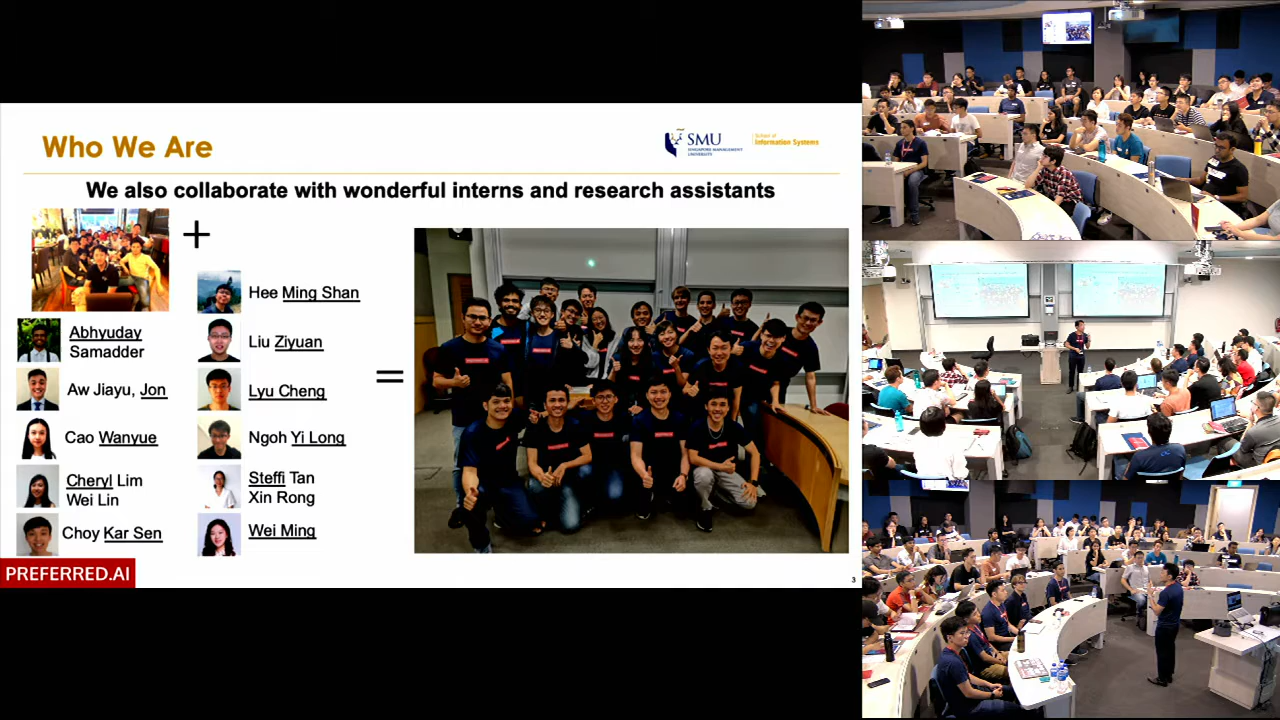 Who We Are
SMU
SINGAPORE MANAGEMENT
UNIVERSITY
School of
Information Systems
We also collaborate with wonderful interns and research assistants
+
Abhyuday
Samadder
Aw Jiayu, Jon
Cao Wanyue
Cheryl Lim
Wei Lin
Choy Kar Sen
Hee Ming Shan
Liu Ziyuan
Lyu Cheng
Ngoh Yi Long
Steffi Tan
Xin Rong
Wei Ming
=
PREFERRED.AI
3